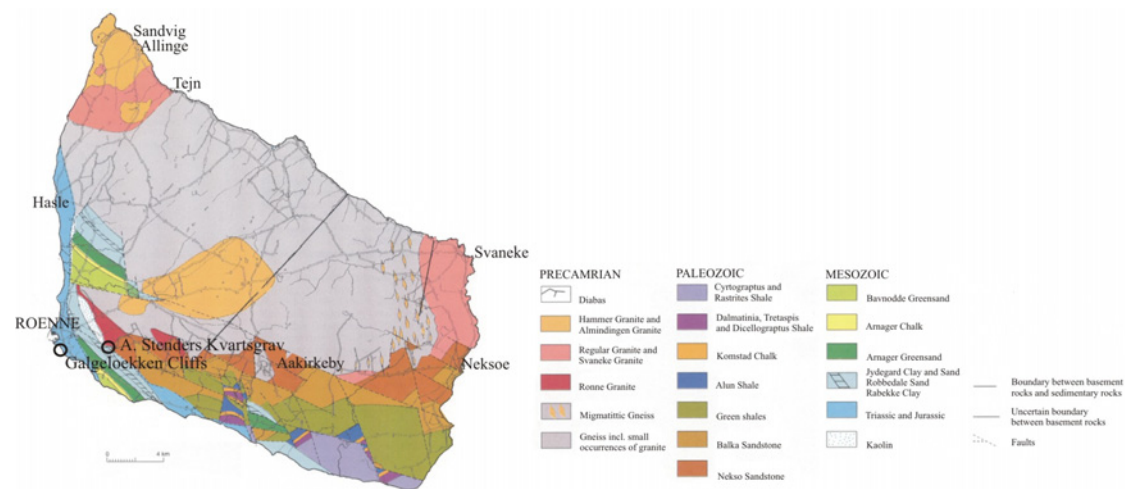 Sandvig
Allinge
Tejn
Hasle
Svaneke
ROENNE
A. Stenders Kvartsgrav
Galgeloekken Cliffs
Aakirkeby
Neksoe
0
4 km
PRECAMRIAN
Diabas
Hammer Granite and
Almindingen Granite
Regular Granite and
Svaneke Granite
Ronne Granite
Migmatittic Gneiss
Gneiss incl. small
occurrences of granite
PALEOZOIC
Cyrtograptus and
Rastrites Shale
Dalmatinia, Tretaspis
and Dicellograptus Shale
Komstad Chalk
Alun Shale
Green shales
Balka Sandstone
Nekso Sandstone
MESOZOIC
Bavnodde Greensand
Arnager Chalk
Arnager Greensand
Jydegard Clay and Sand
Robbedale Sand
Rabekke Clay
Triassic and Jurassic
Kaolin
Boundary between basement
rocks and sedimentary rocks
Uncertain boundary
between basement rocks
Faults